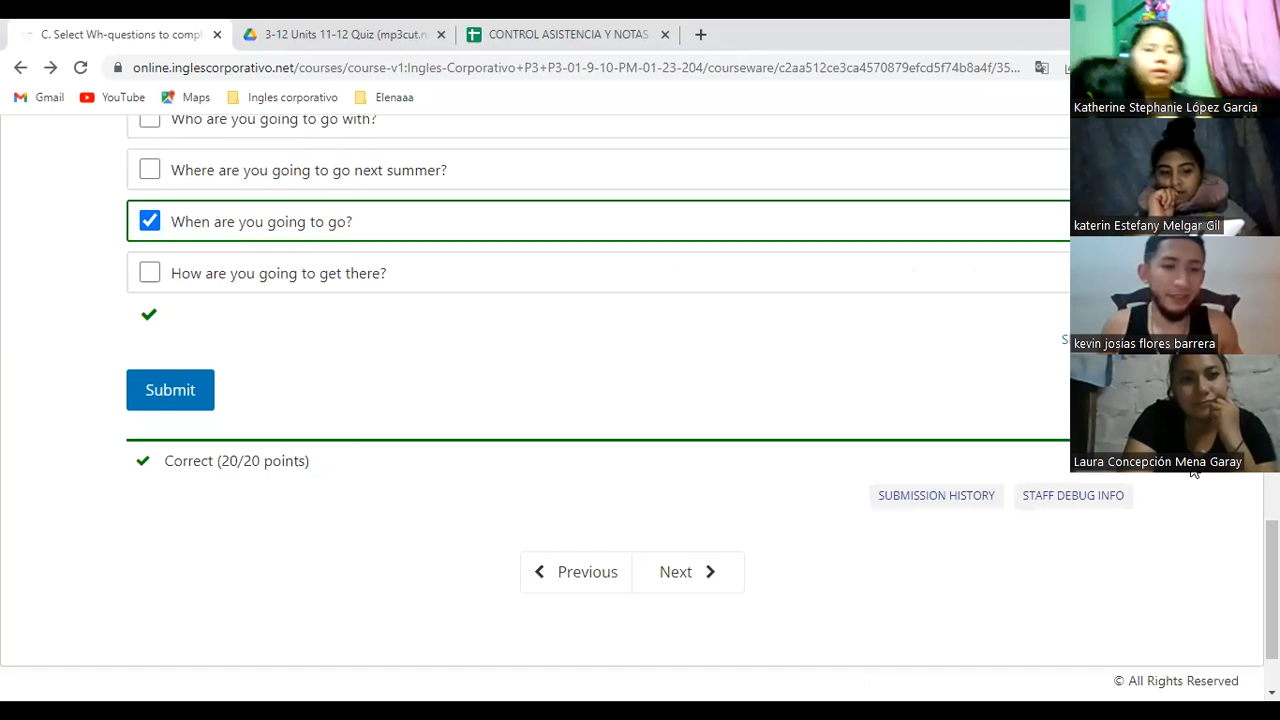 C. Select Wh-questions to compl
3-12 Units 11-12 Quiz (mp3cut.n
CONTROL ASISTENCIA Y NOTAS
online.inglescorporativo.net/courses/course-v1:Ingles-Corporativo+P3+P3-01-9-10-PM-01-23-204/courseware/c2aa512ce3ca4570879efcd5f74b8a4f/35...
Gmail
YouTube
Maps
Ingles corporativo
Elenaaa
Who are you going to go with?
Where are you going to go next summer?
When are you going to go?
How are you going to get there?
Submit
Correct (20/20 points)
SUBMISSION HISTORY
STAFF DEBUG INFO
Previous
Next
© All Rights Reserved
Katherine Stephanie López Garcia
katerin Estefany Melgar Gil
kevin josias flores barrera
Laura Concepción Mena Garay